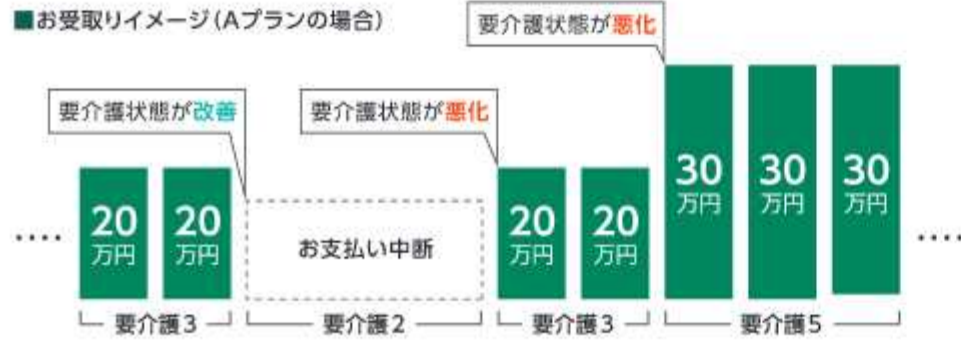 ■お受取りイメージ(Aプランの場合)
要介護状態が悪化
要介護状態が改善
要介護状態が悪化
20
万円
20
万円
お支払い中断
20
万円
20
万円
30
万円
30
万円
30
万円
....
....
要介護3
要介護2
要介護3
要介護5